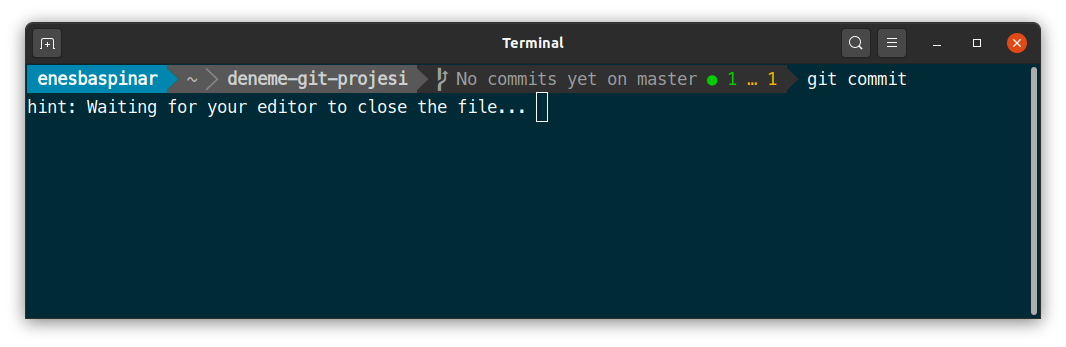 Terminal
enesbaspinar ~ deneme-git-projesi No commits yet on master ● 1 … 1 git commit
hint: Waiting for your editor to close the file...